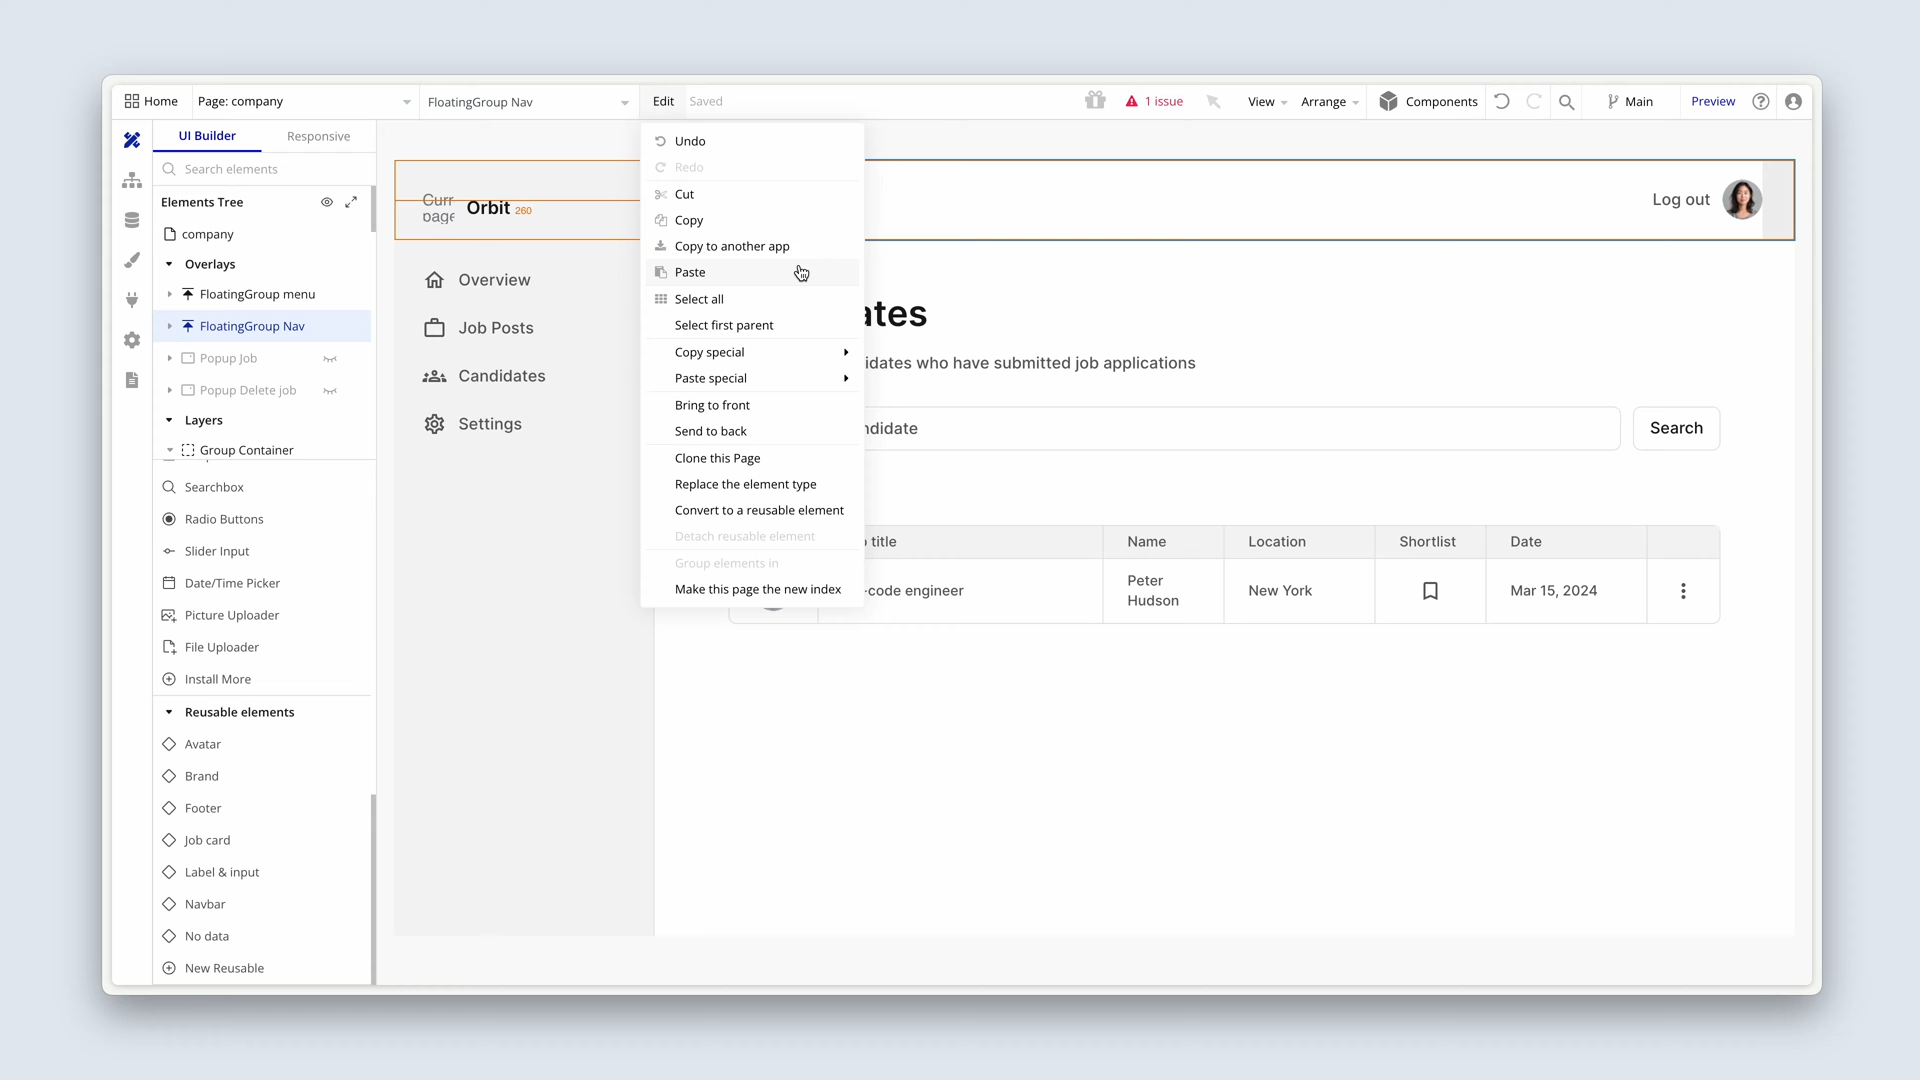 Home
Page: company
FloatingGroup Nav
Edit
Saved
1 issue
View
Arrange
Components
Main
Preview
UI Builder
Responsive
Search elements
Elements Tree
company
Overlays
FloatingGroup menu
FloatingGroup Nav
Popup Job
Popup Delete job
Layers
Group Container
Searchbox
Radio Buttons
Slider Input
Date/Time Picker
Picture Uploader
File Uploader
Install More
Reusable elements
Avatar
Brand
Footer
Job card
Label & input
Navbar
No data
New Reusable
Curr
page
Orbit 260
Overview
Job Posts
Candidates
Settings
Undo
Redo
Cut
Copy
Copy to another app
Paste
Select all
Select first parent
Copy special
Paste special
Bring to front
Send to back
Clone this Page
Replace the element type
Convert to a reusable element
Detach reusable element
Group elements in
Make this page the new index
Log out
ates
idates who have submitted job applications
ndidate
Search
title
Name
Location
Shortlist
Date
-code engineer
Peter
Hudson
New York
Mar 15, 2024